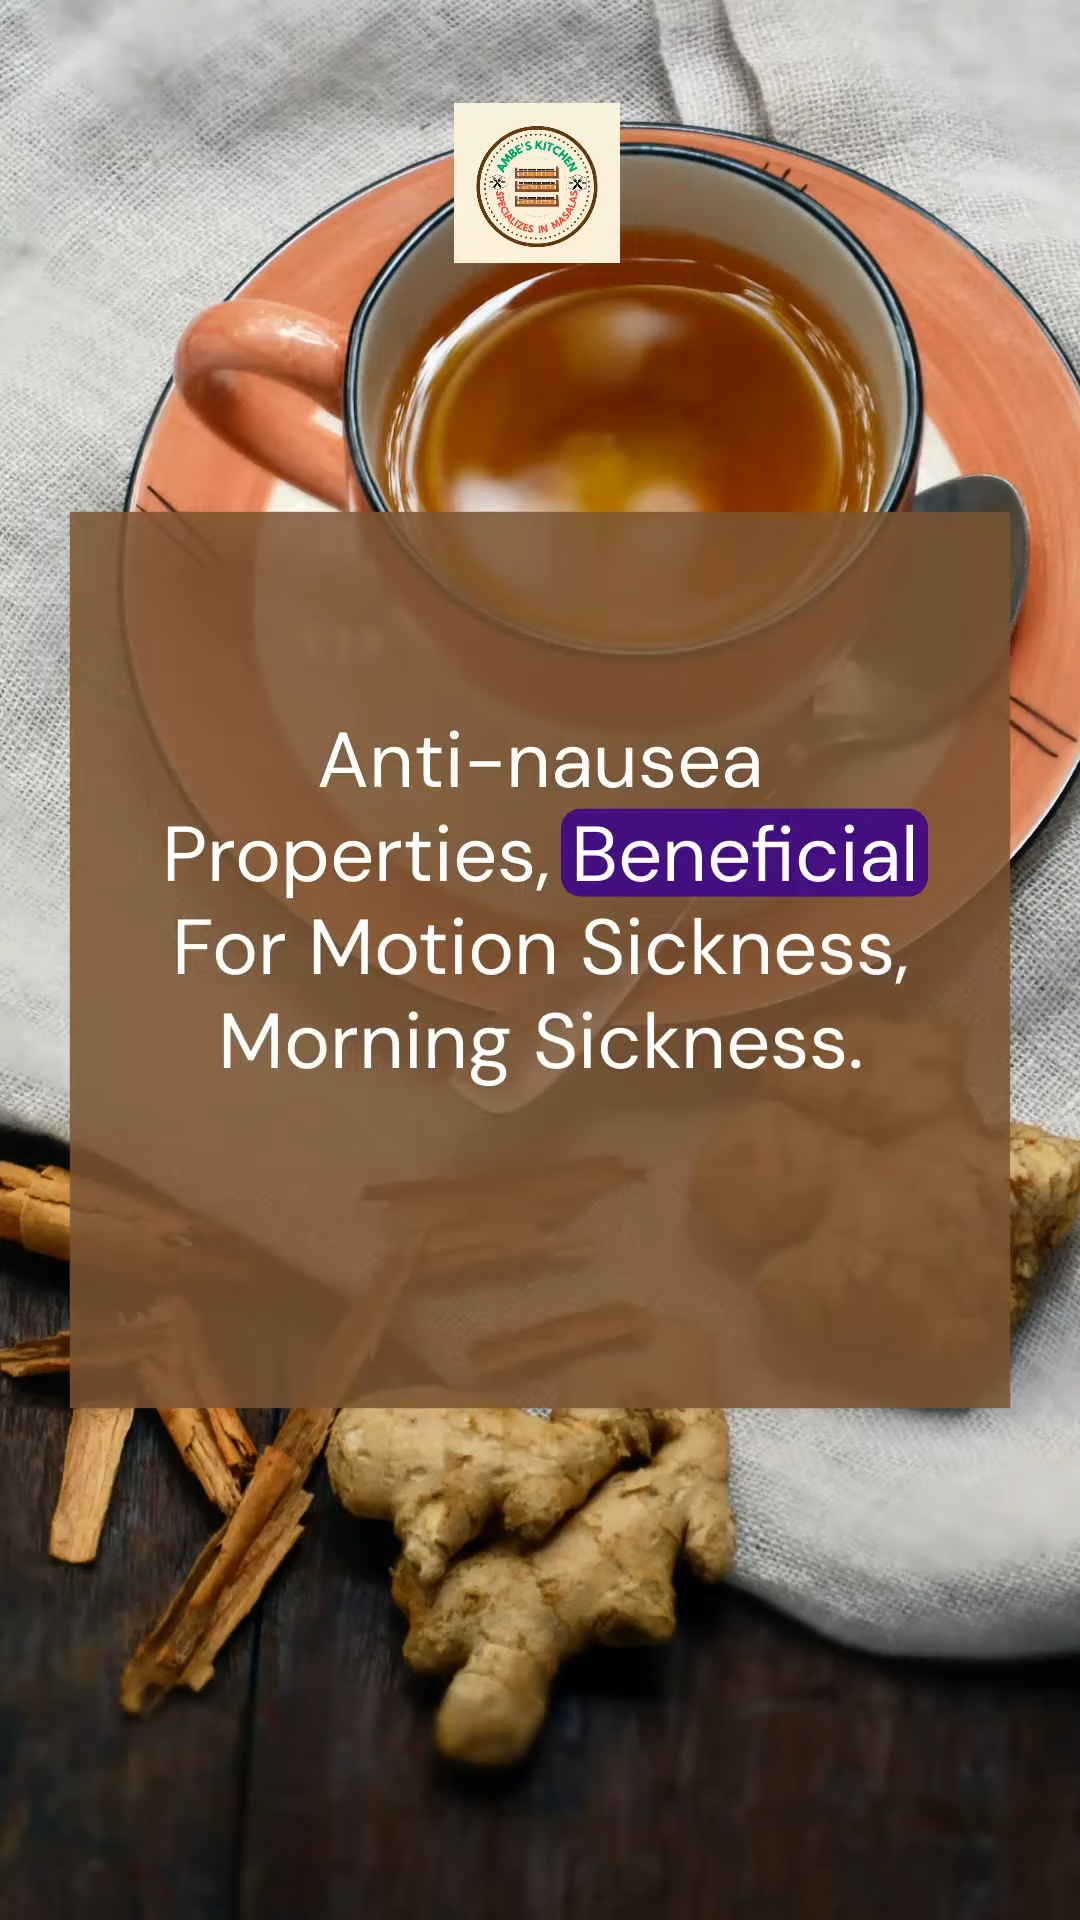 AMBE'S KITCHEN
SPECIALIZES IN MASALAS
Anti-nausea
Properties, Beneficial
For Motion Sickness,
Morning Sickness.